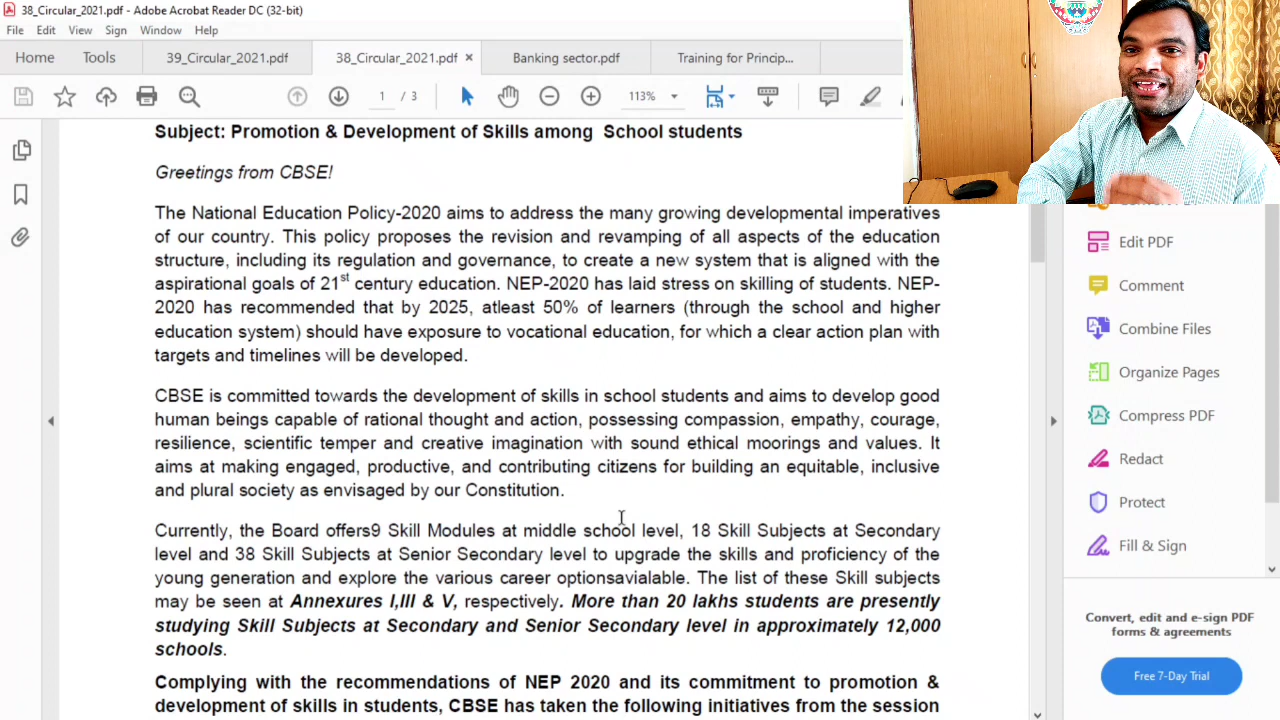 38_Circular_2021.pdf - Adobe Acrobat Reader DC (32-bit)
File Edit View Sign Window Help
Home Tools 39_Circular_2021.pdf 38_Circular_2021.pdf × Banking sector.pdf Training for Princip...
1 / 3 113%
Subject: Promotion & Development of Skills among School students
Greetings from CBSE!
The National Education Policy-2020 aims to address the many growing developmental imperatives
of our country. This policy proposes the revision and revamping of all aspects of the education
structure, including its regulation and governance, to create a new system that is aligned with the
aspirational goals of 21st century education. NEP-2020 has laid stress on skilling of students. NEP-
2020 has recommended that by 2025, atleast 50% of learners (through the school and higher
education system) should have exposure to vocational education, for which a clear action plan with
targets and timelines will be developed.
CBSE is committed towards the development of skills in school students and aims to develop good
human beings capable of rational thought and action, possessing compassion, empathy, courage,
resilience, scientific temper and creative imagination with sound ethical moorings and values. It
aims at making engaged, productive, and contributing citizens for building an equitable, inclusive
and plural society as envisaged by our Constitution.
Currently, the Board offers9 Skill Modules at middle school level, 18 Skill Subjects at Secondary
level and 38 Skill Subjects at Senior Secondary level to upgrade the skills and proficiency of the
young generation and explore the various career optionsavialable. The list of these Skill subjects
may be seen at Annexures I,III & V, respectively. More than 20 lakhs students are presently
studying Skill Subjects at Secondary and Senior Secondary level in approximately 12,000
schools.
Complying with the recommendations of NEP 2020 and its commitment to promotion &
development of skills in students, CBSE has taken the following initiatives from the session
Edit PDF
Comment
Combine Files
Organize Pages
Compress PDF
Redact
Protect
Fill & Sign
Convert, edit and e-sign PDF
forms & agreements
Free 7-Day Trial